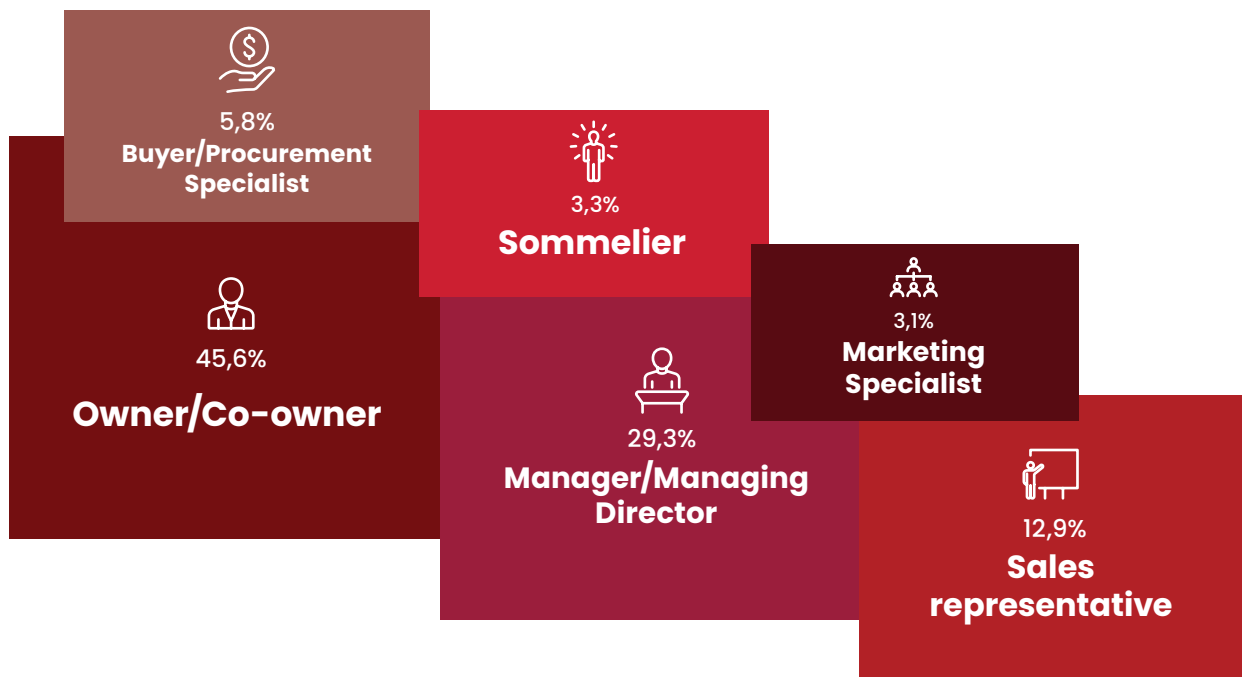 5,8%
Buyer/Procurement
Specialist
45,6%
Owner/Co-owner
3,3%
Sommelier
29,3%
Manager/Managing
Director
3,1%
Marketing
Specialist
12,9%
Sales
representative